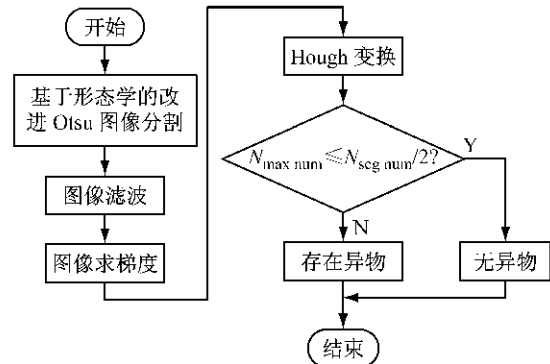 开始
基于形态学的改
进 Otsu 图像分割
图像滤波
图像求梯度
Hough 变换
N_max num ≤ N_seg num/2?
Y
N
存在异物
无异物
结束